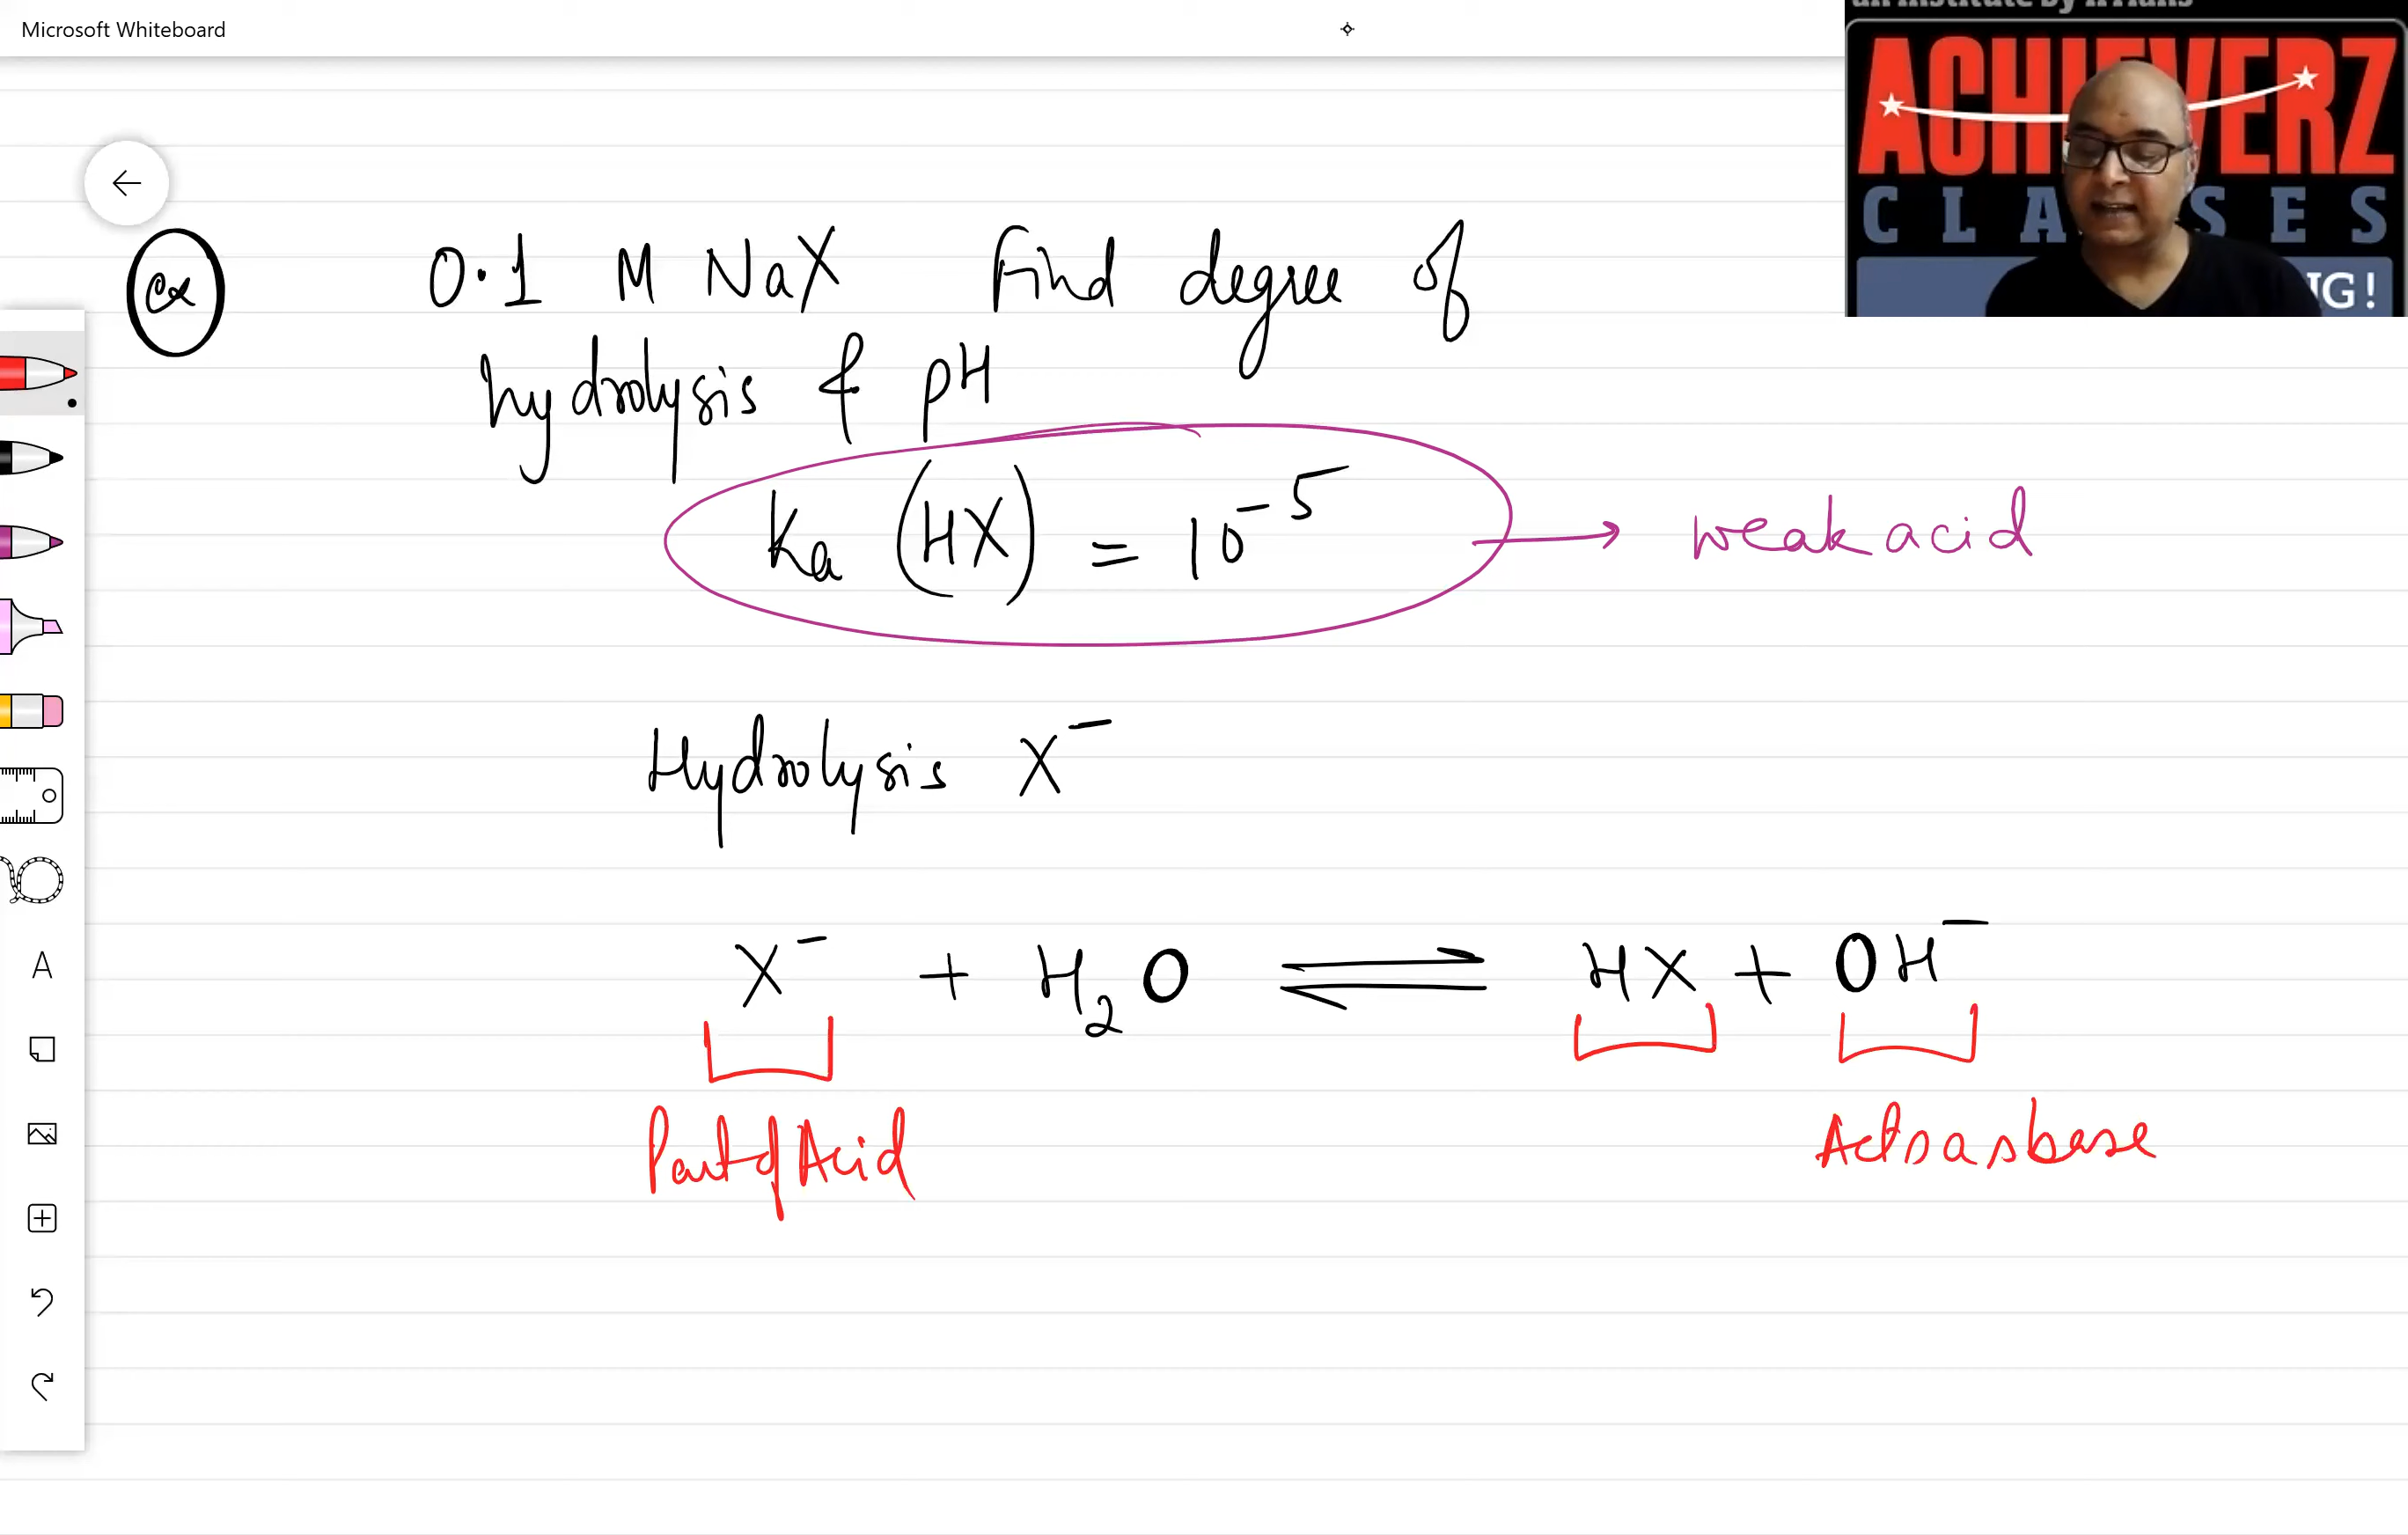 Microsoft Whiteboard
ACHIEVERZ
CLASSES
IG!
ex
0.1 M NaX Find degree of
hydrolysis & pH
Ka (HX) = 10⁻⁵ → weak acid
Hydrolysis X⁻
X⁻ + H₂O ⇌ HX + OH⁻
Part of Acid
Acts as base
A